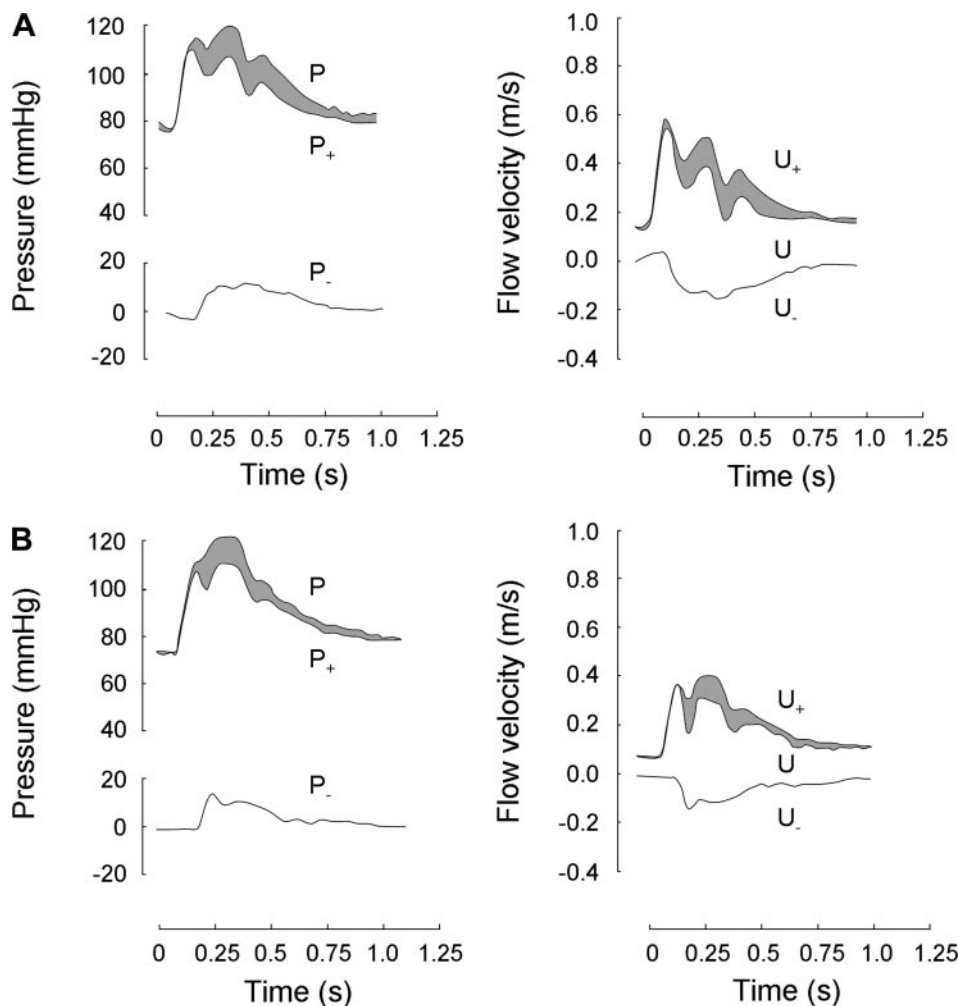 A
Pressure (mmHg)
120
100
80
60
40
20
0
-20
P
P+
P-
0 0.25 0.5 0.75 1.0 1.25
Time (s)
Flow velocity (m/s)
1.0
0.8
0.6
0.4
0.2
0.0
-0.2
-0.4
U+
U
U-
0 0.25 0.5 0.75 1.0 1.25
Time (s)
B
Pressure (mmHg)
120
100
80
60
40
20
0
-20
P
P+
P-
0 0.25 0.5 0.75 1.0 1.25
Time (s)
Flow velocity (m/s)
1.0
0.8
0.6
0.4
0.2
0.0
-0.2
-0.4
U+
U
U-
0 0.25 0.5 0.75 1.0 1.25
Time (s)